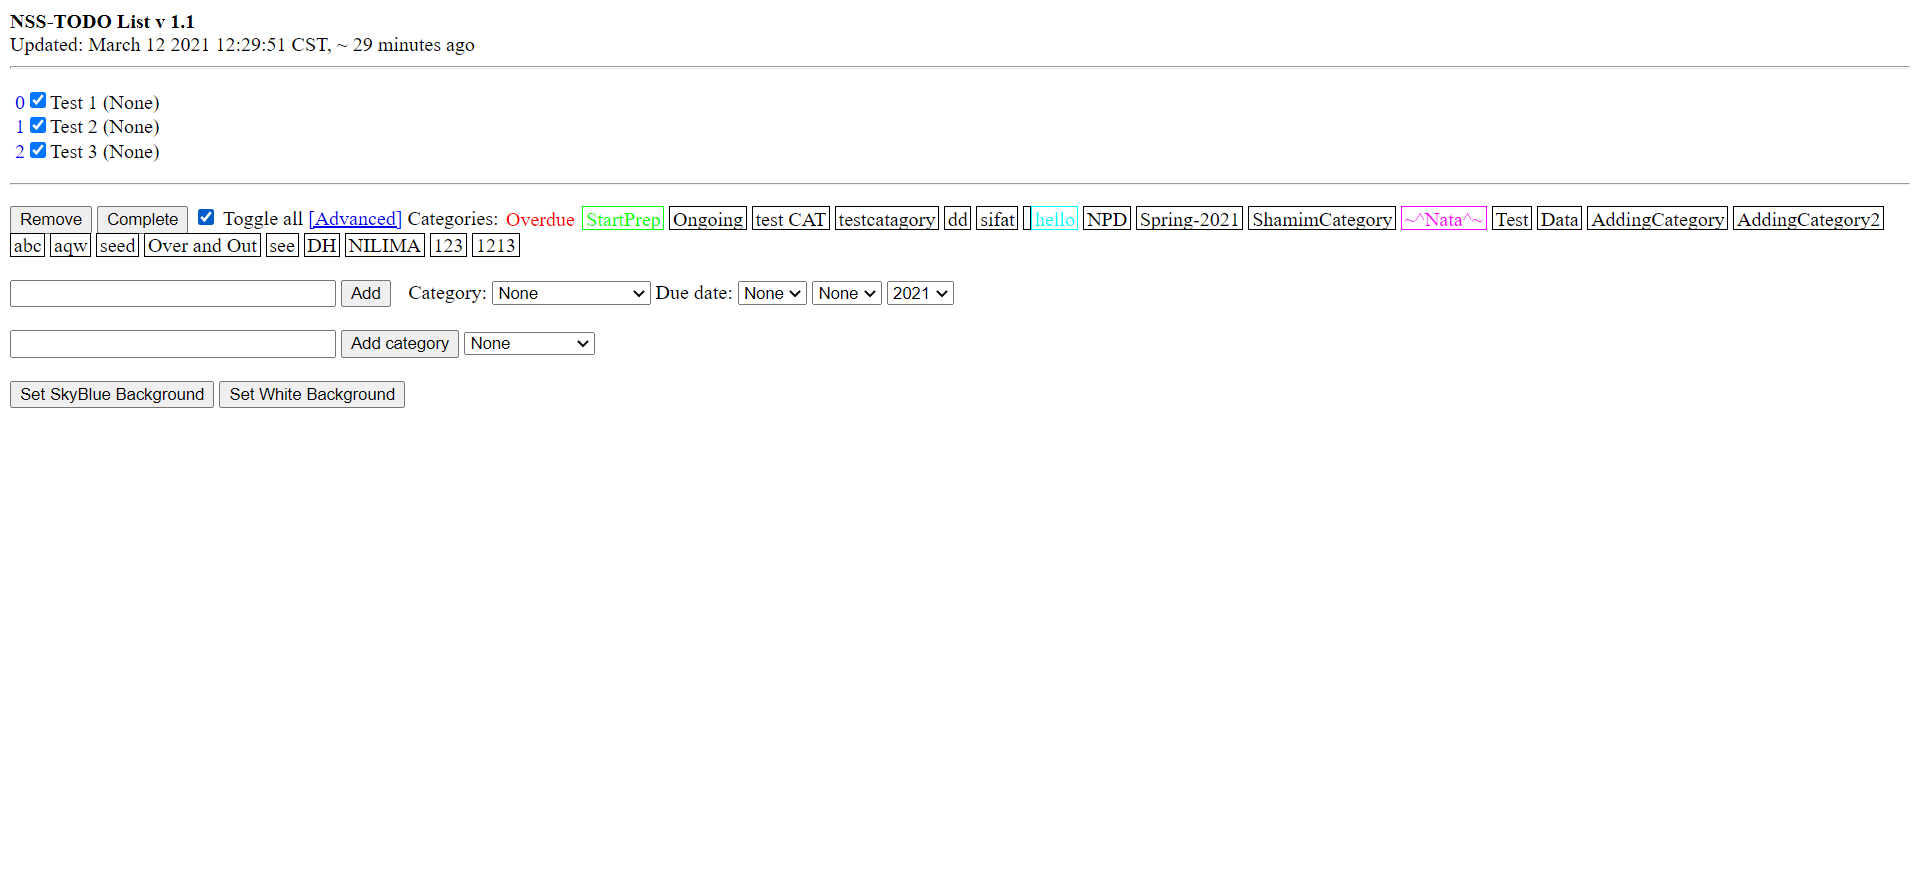 NSS-TODO List v 1.1
Updated: March 12 2021 12:29:51 CST, ~ 29 minutes ago
0 Test 1 (None)
1 Test 2 (None)
2 Test 3 (None)
Remove Complete Toggle all [Advanced] Categories: Overdue StartPrep Ongoing test CAT testcatagory dd sifat hello NPD Spring-2021 ShamimCategory ~^Nata^~ Test Data AddingCategory AddingCategory2
abc aqw seed Over and Out see DH NILIMA 123 1213
Add Category: None Due date: None None 2021
Add category None
Set SkyBlue Background Set White Background